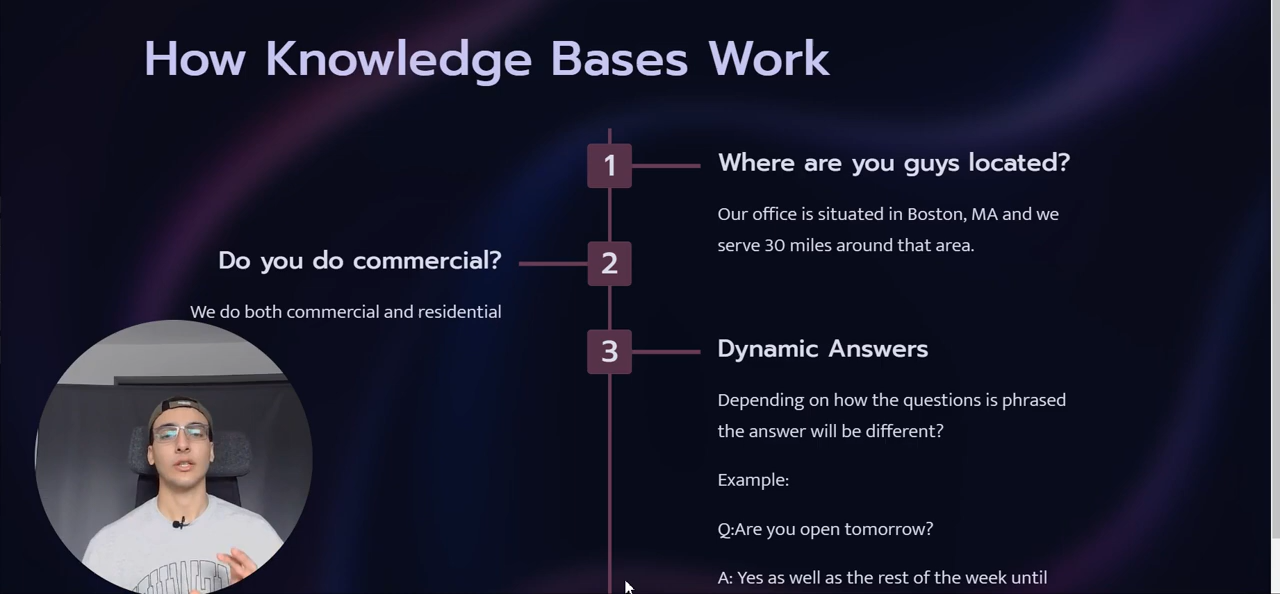 How Knowledge Bases Work
1
Where are you guys located?
Our office is situated in Boston, MA and we
serve 30 miles around that area.
2
Do you do commercial?
We do both commercial and residential
3
Dynamic Answers
Depending on how the questions is phrased
the answer will be different?
Example:
Q:Are you open tomorrow?
A: Yes as well as the rest of the week until